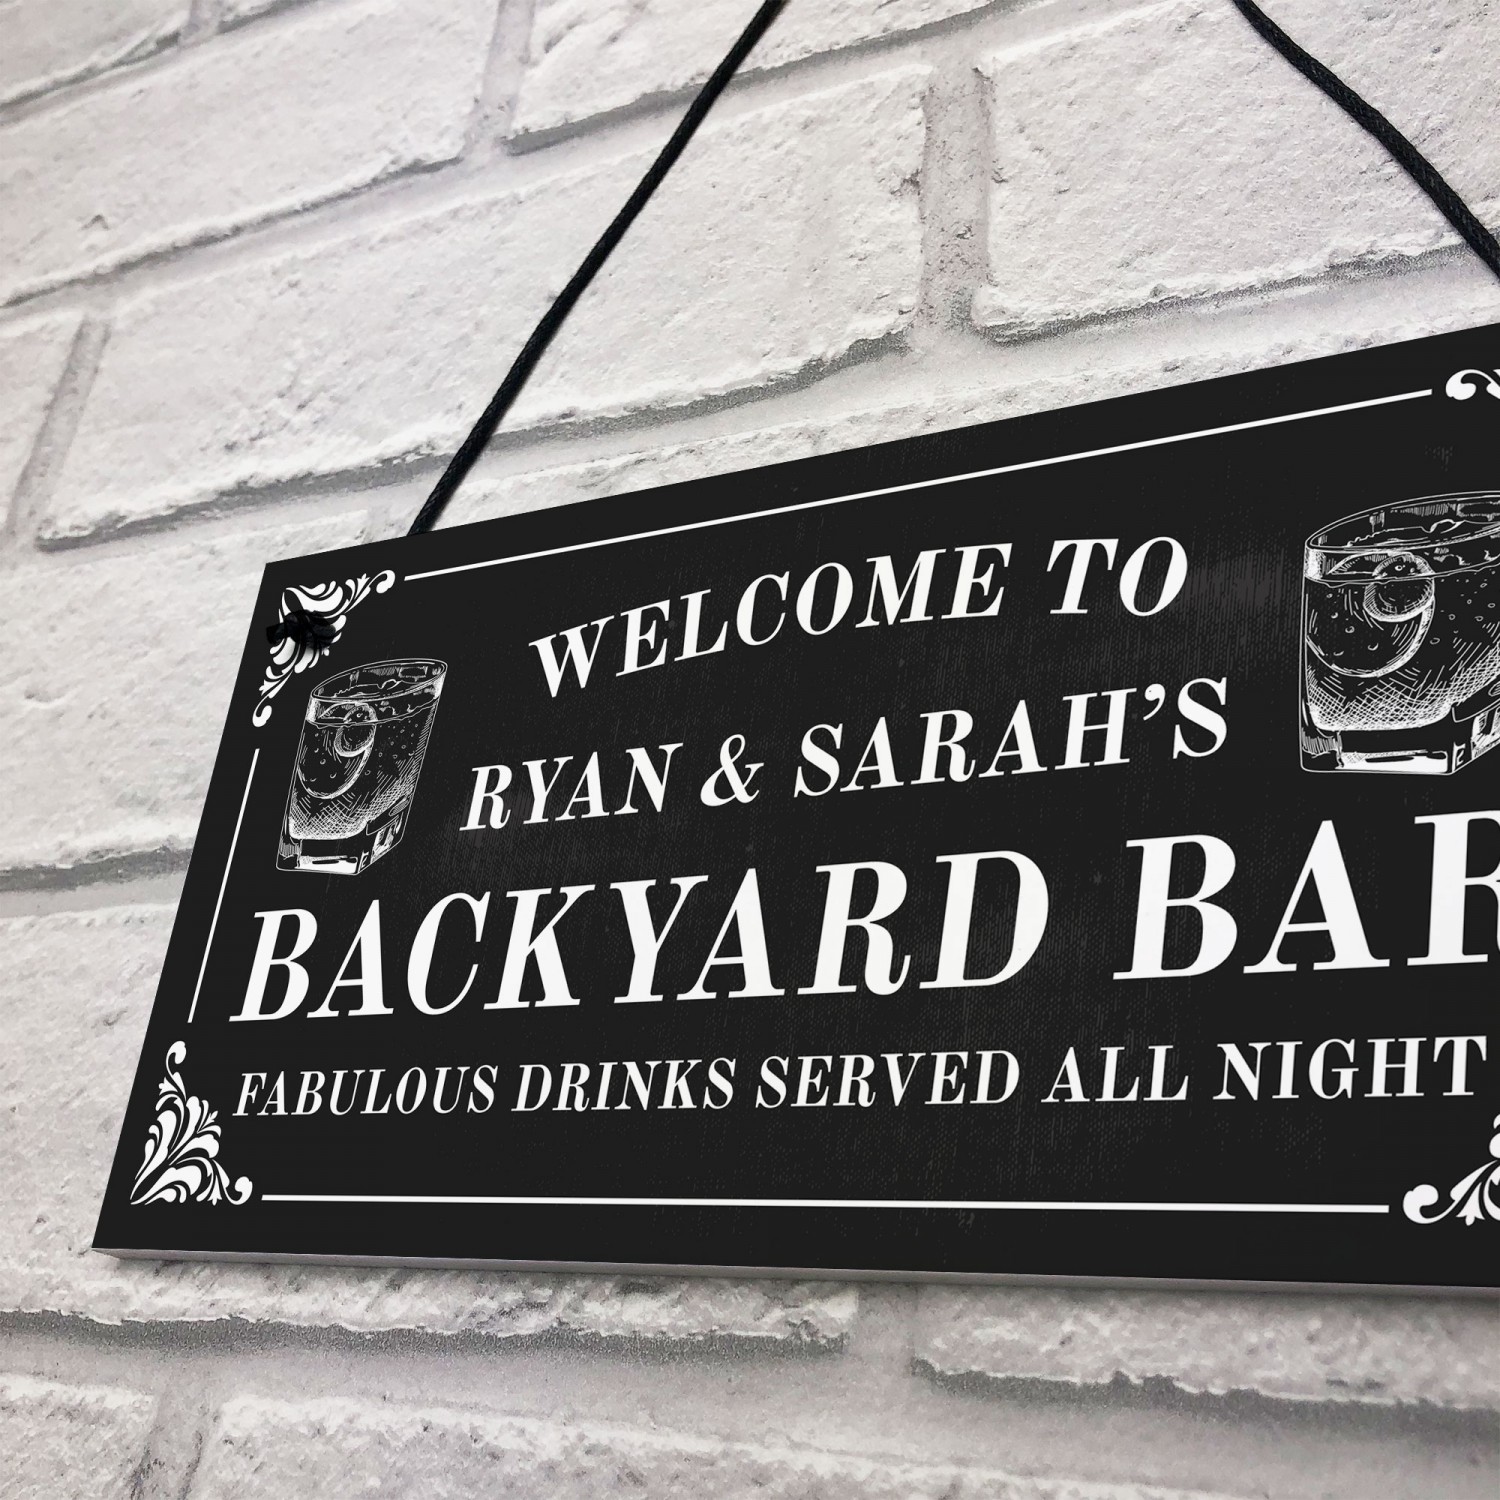 WELCOME TO
RYAN & SARAH'S
BACKYARD BAR
FABULOUS DRINKS SERVED ALL NIGHT